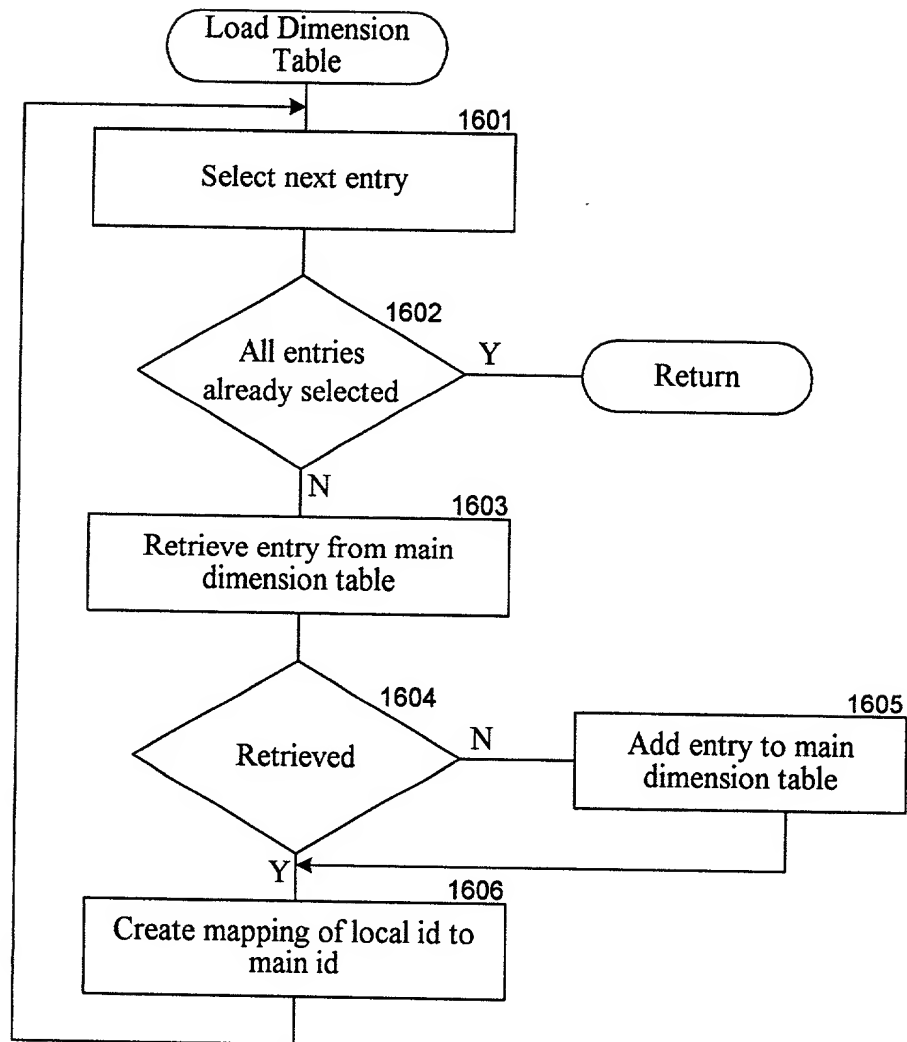 Load Dimension
Table
1601
Select next entry
1602
All entries
already selected
Y
Return
N
1603
Retrieve entry from main
dimension table
1604
Retrieved
N
1605
Add entry to main
dimension table
Y
1606
Create mapping of local id to
main id